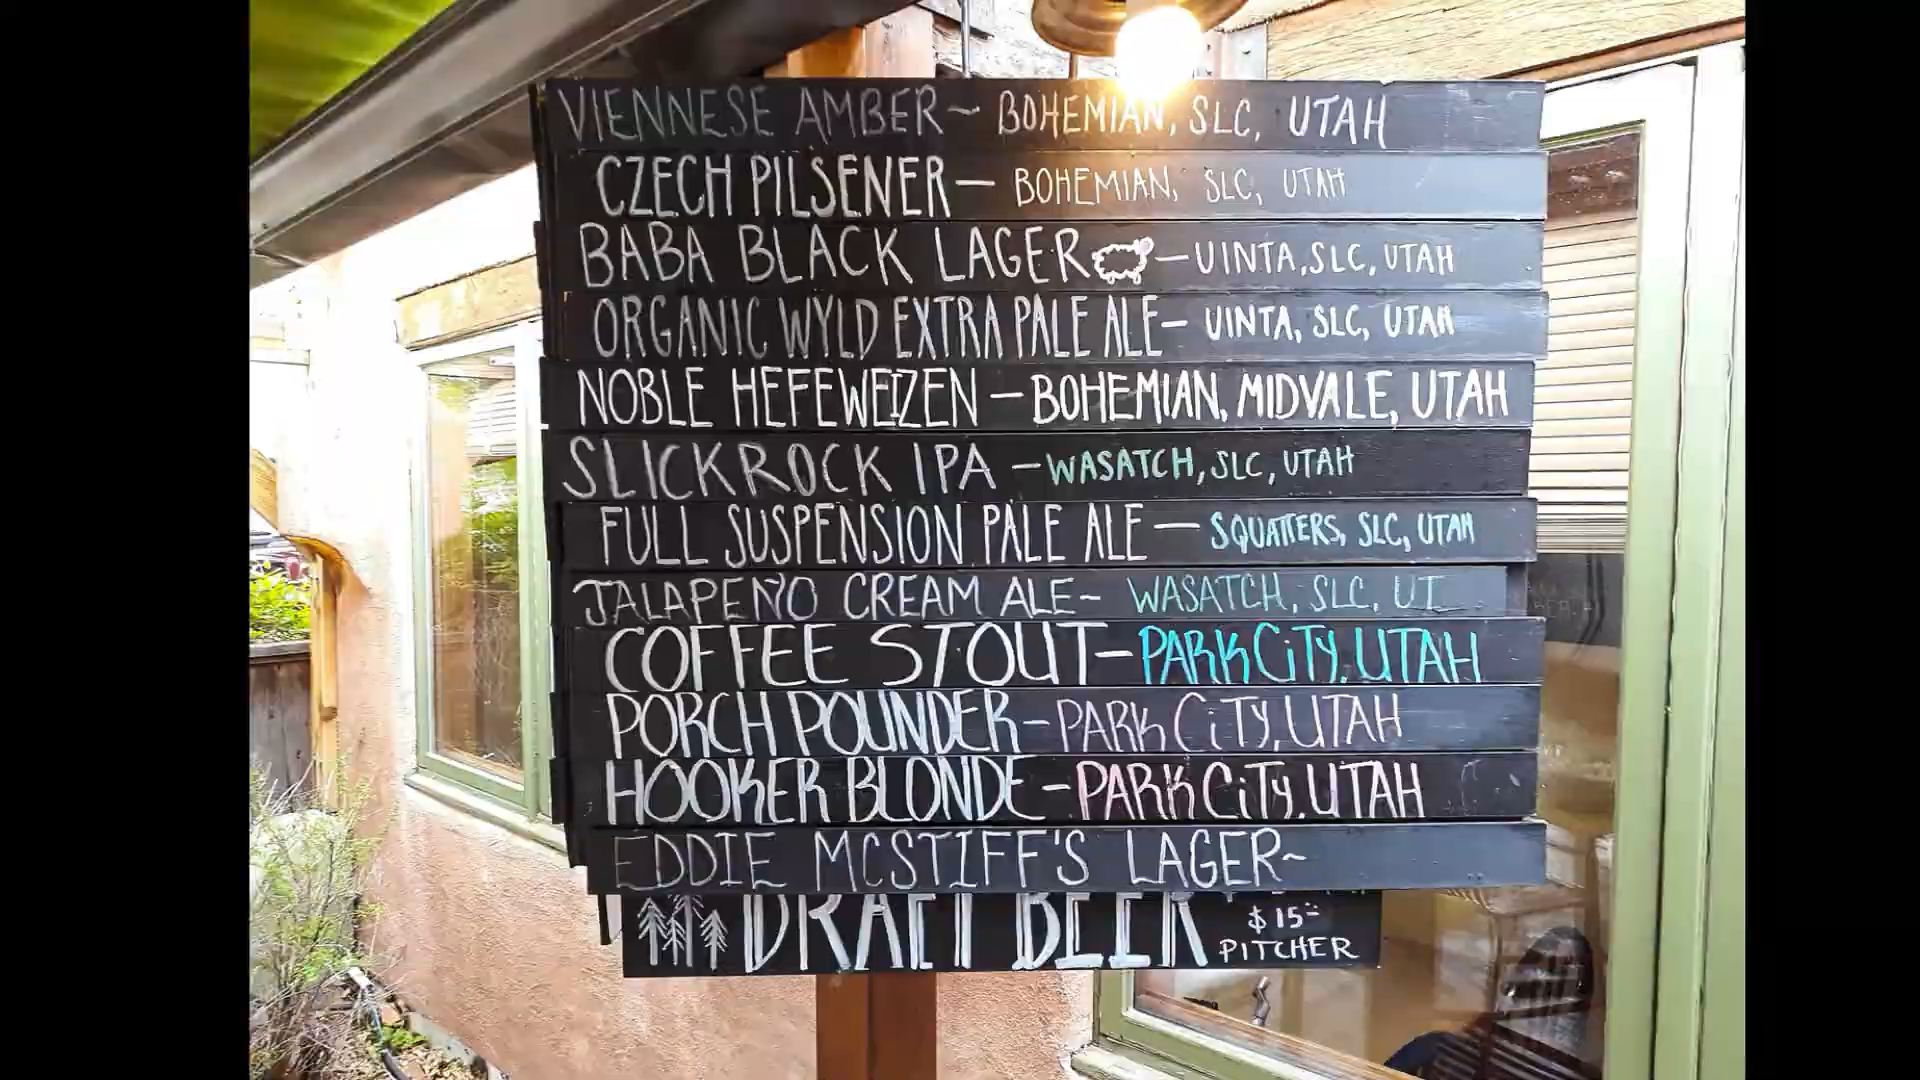 VIENNESE AMBER~ BOHEMIAN, SLC, UTAH
CZECH PILSENER— BOHEMIAN, SLC, UTAH
BABA BLACK LAGER —UINTA, SLC, UTAH
ORGANIC WYLD EXTRA PALE ALE— UINTA, SLC, UTAH
NOBLE HEFEWEIZEN — BOHEMIAN, MIDVALE, UTAH
SLICKROCK IPA —WASATCH, SLC, UTAH
FULL SUSPENSION PALE ALE — SQUATTERS, SLC, UTAH
JALAPEÑO CREAM ALE~ WASATCH, SLC, UT
COFFEE STOUT—PARK CiTY, UTAH
PORCH POUNDER—PARK CiTY, UTAH
HOOKER BLONDE—PARK CiTY, UTAH
EDDIE MCSTIFF'S LAGER~
DRAFT BEER $15
PITCHER